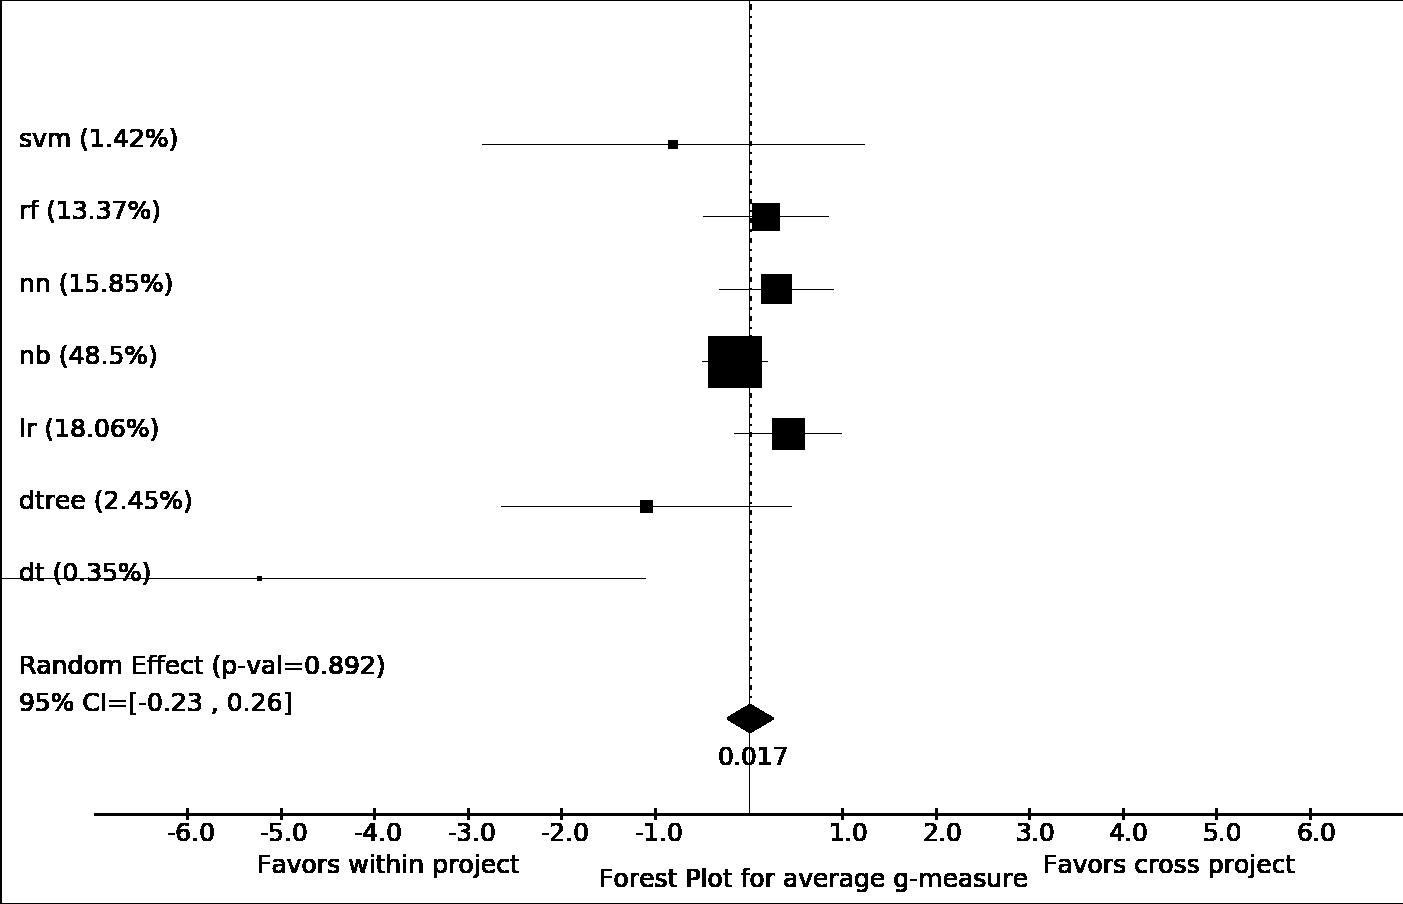 svm (1.42%)
rf (13.37%)
nn (15.85%)
nb (48.5%)
lr (18.06%)
dtree (2.45%)
dt (0.35%)
Random Effect (p-val=0.892)
95% CI=[-0.23 , 0.26]
0.017
-6.0 -5.0 -4.0 -3.0 -2.0 -1.0 1.0 2.0 3.0 4.0 5.0 6.0
Favors within project Favors cross project
Forest Plot for average g-measure